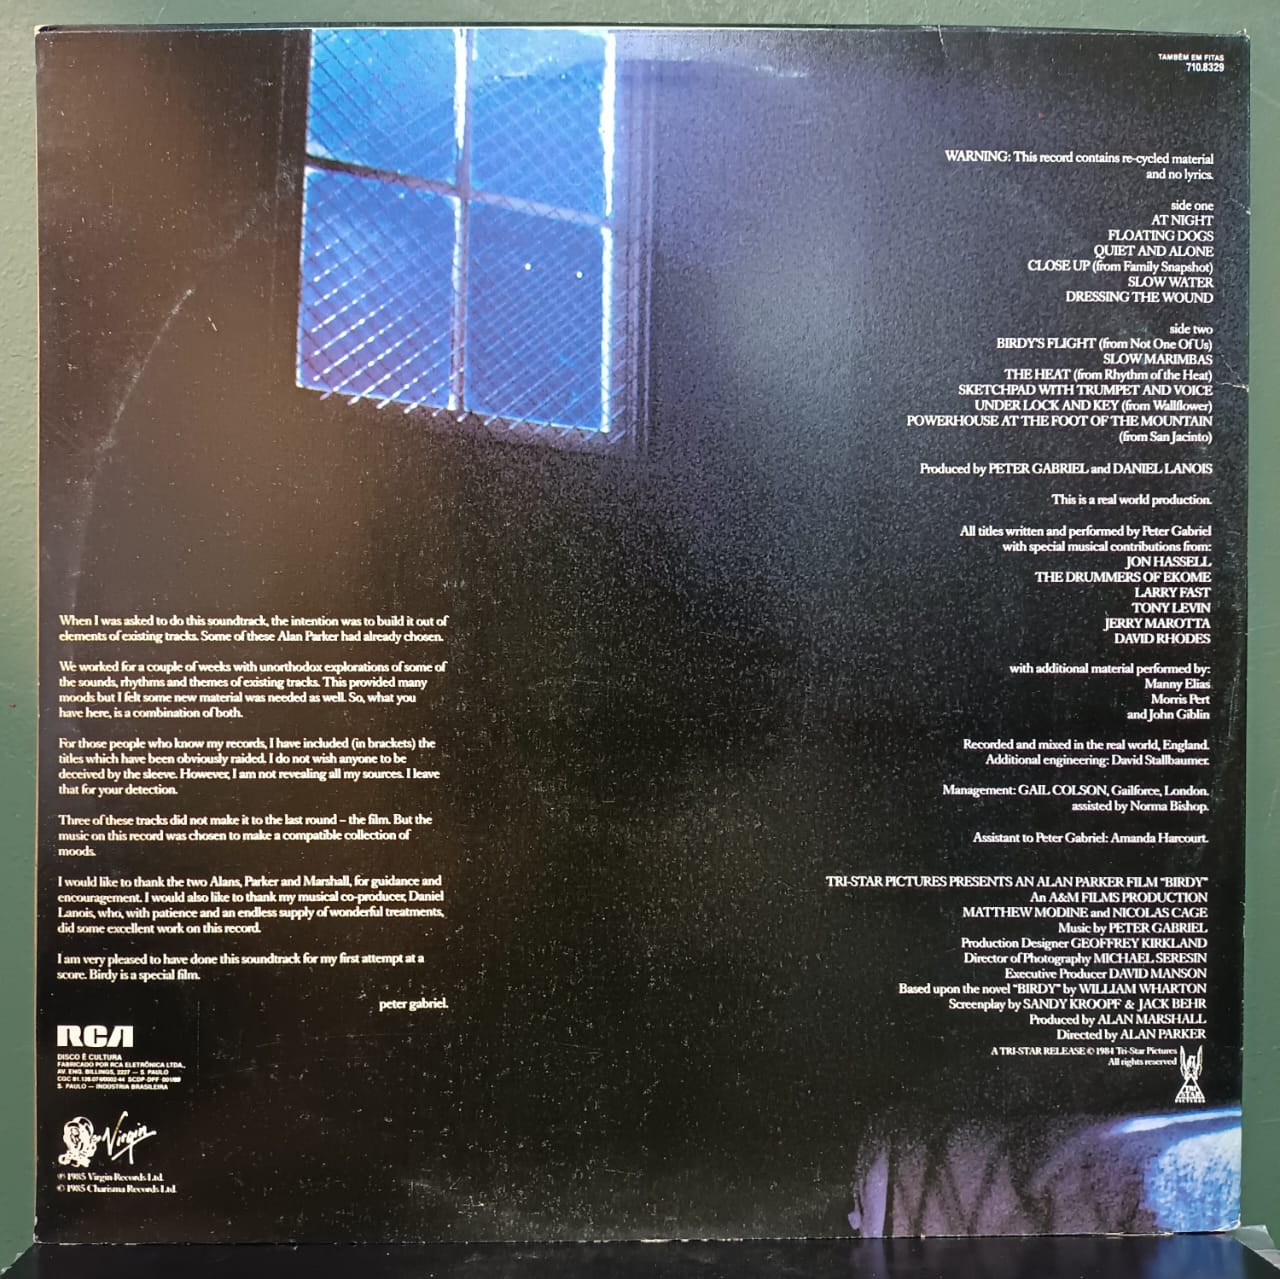 TAMBÉM EM FITAS
710.8329
WARNING: This record contains re-cycled material
and no lyrics.
side one
AT NIGHT
FLOATING DOGS
QUIET AND ALONE
CLOSE UP (from Family Snapshot)
SLOW WATER
DRESSING THE WOUND
side two
BIRDY'S FLIGHT (from Not One Of Us)
SLOW MARIMBAS
THE HEAT (from Rhythm of the Heat)
SKETCHPAD WITH TRUMPET AND VOICE
UNDER LOCK AND KEY (from Wallflower)
POWERHOUSE AT THE FOOT OF THE MOUNTAIN
(from San Jacinto)
Produced by PETER GABRIEL and DANIEL LANOIS
This is a real world production.
All titles written and performed by Peter Gabriel
with special musical contributions from:
JON HASSELL
THE DRUMMERS OF EKOME
LARRY FAST
TONY LEVIN
JERRY MAROTTA
DAVID RHODES
with additional material performed by:
Manny Elias
Morris Pert
and John Giblin
Recorded and mixed in the real world, England.
Additional engineering: David Stallbaumer.
Management: GAIL COLSON, Gailforce, London.
assisted by Norma Bishop.
Assistant to Peter Gabriel: Amanda Harcourt.
TRI-STAR PICTURES PRESENTS AN ALAN PARKER FILM "BIRDY"
An A&M FILMS PRODUCTION
MATTHEW MODINE and NICOLAS CAGE
Music by PETER GABRIEL
Production Designer GEOFFREY KIRKLAND
Director of Photography MICHAEL SERESIN
Executive Producer DAVID MANSON
Based upon the novel "BIRDY" by WILLIAM WHARTON
Screenplay by SANDY KROOPF & JACK BEHR
Produced by ALAN MARSHALL
Directed by ALAN PARKER
A TRI-STAR RELEASE © 1984 Tri-Star Pictures
All rights reserved
TRI
STAR
PICTURES
When I was asked to do this soundtrack, the intention was to build it out of
elements of existing tracks. Some of these Alan Parker had already chosen.
We worked for a couple of weeks with unorthodox explorations of some of
the sounds, rhythms and themes of existing tracks. This provided many
moods but I felt some new material was needed as well. So, what you
have here, is a combination of both.
For those people who know my records, I have included (in brackets) the
titles which have been obviously raided. I do not wish anyone to be
deceived by the sleeve. However, I am not revealing all my sources. I leave
that for your detection.
Three of these tracks did not make it to the last round – the film. But the
music on this record was chosen to make a compatible collection of
moods.
I would like to thank the two Alans, Parker and Marshall, for guidance and
encouragement. I would also like to thank my musical co-producer, Daniel
Lanois, who, with patience and an endless supply of wonderful treatments,
did some excellent work on this record.
I am very pleased to have done this soundtrack for my first attempt at a
score. Birdy is a special film.
peter gabriel.
RCA
DISCO É CULTURA
FABRICADO POR RCA ELETRÔNICA LTDA.,
AV. ENG. BILLINGS, 2227 — S. PAULO
S. PAULO — INDÚSTRIA BRASILEIRA
Virgin
℗ 1985 Virgin Records Ltd.
© 1985 Charisma Records Ltd.